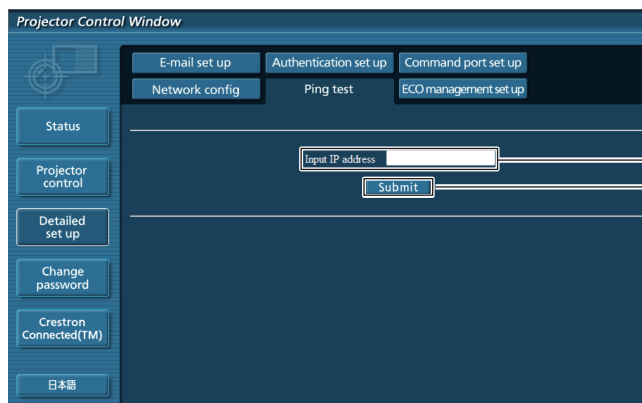 Projector Control Window
E-mail set up
Authentication set up
Command port set up
Network config
Ping test
ECO management set up
Status
Projector
control
Detailed
set up
Change
password
Crestron
Connected(TM)
日本語
Input IP address
Submit